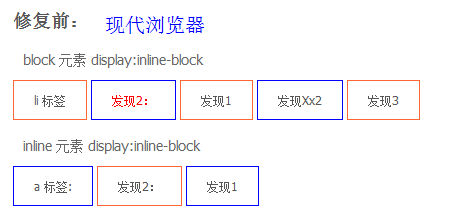 修复前： 现代浏览器
block 元素 display:inline-block
li 标签 发现2： 发现1 发现Xx2 发现3
inline 元素 display:inline-block
a 标签: 发现2： 发现1